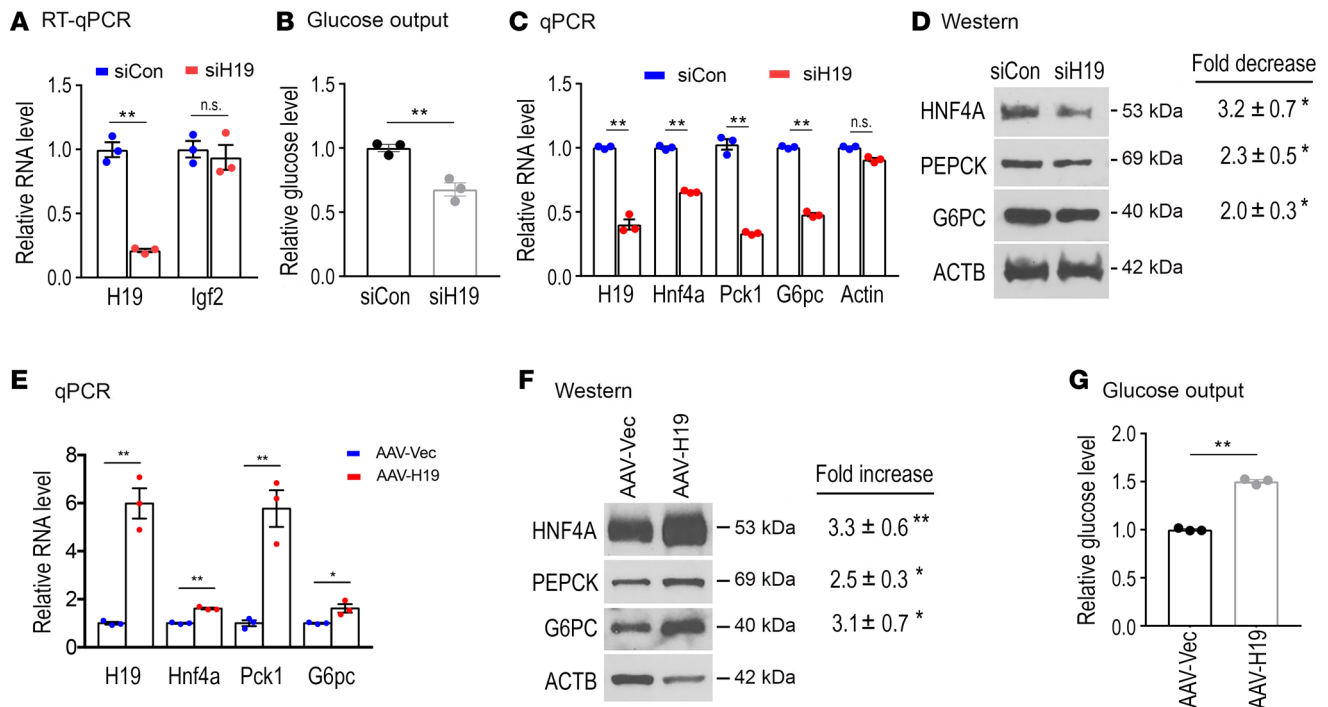 A RT-qPCR
siCon siH19
Relative RNA level
1.5
1.0
0.5
0.0
** n.s.
H19 Igf2
B Glucose output
Relative glucose level
1.5
1.0
0.5
0.0
**
siCon siH19
C qPCR
siCon siH19
Relative RNA level
1.5
1.0
0.5
0.0
** ** ** ** n.s.
H19 Hnf4a Pck1 G6pc Actin
D Western
siCon siH19 Fold decrease
HNF4A - 53 kDa 3.2 ± 0.7 *
PEPCK - 69 kDa 2.3 ± 0.5 *
G6PC - 40 kDa 2.0 ± 0.3 *
ACTB - 42 kDa
E qPCR
AAV-Vec
AAV-H19
Relative RNA level
8
6
4
2
0
** ** ** *
H19 Hnf4a Pck1 G6pc
F Western
AAV-Vec AAV-H19 Fold increase
HNF4A – 53 kDa 3.3 ± 0.6 **
PEPCK – 69 kDa 2.5 ± 0.3 *
G6PC – 40 kDa 3.1 ± 0.7 *
ACTB – 42 kDa
G Glucose output
Relative glucose level
2.0
1.5
1.0
0.5
0.0
**
AAV-Vec AAV-H19